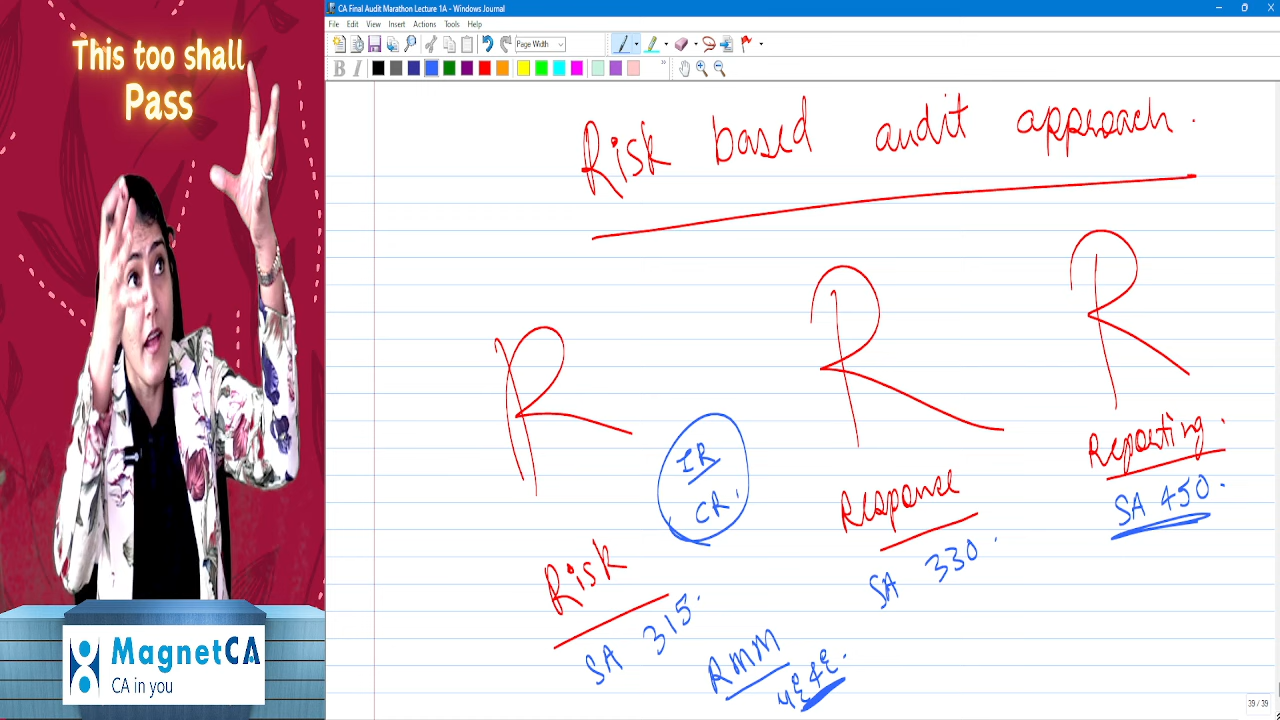 This too shall
Pass
MagnetCA
CA in you
CA Final Audit Marathon Lecture 1A - Windows Journal
File Edit View Insert Actions Tools Help
Page Width
B I
Risk based audit approach.
R R R
IR
CR.
Risk
SA 315.
RMM
Response
SA 330.
Reporting.
SA 450.
39 / 39